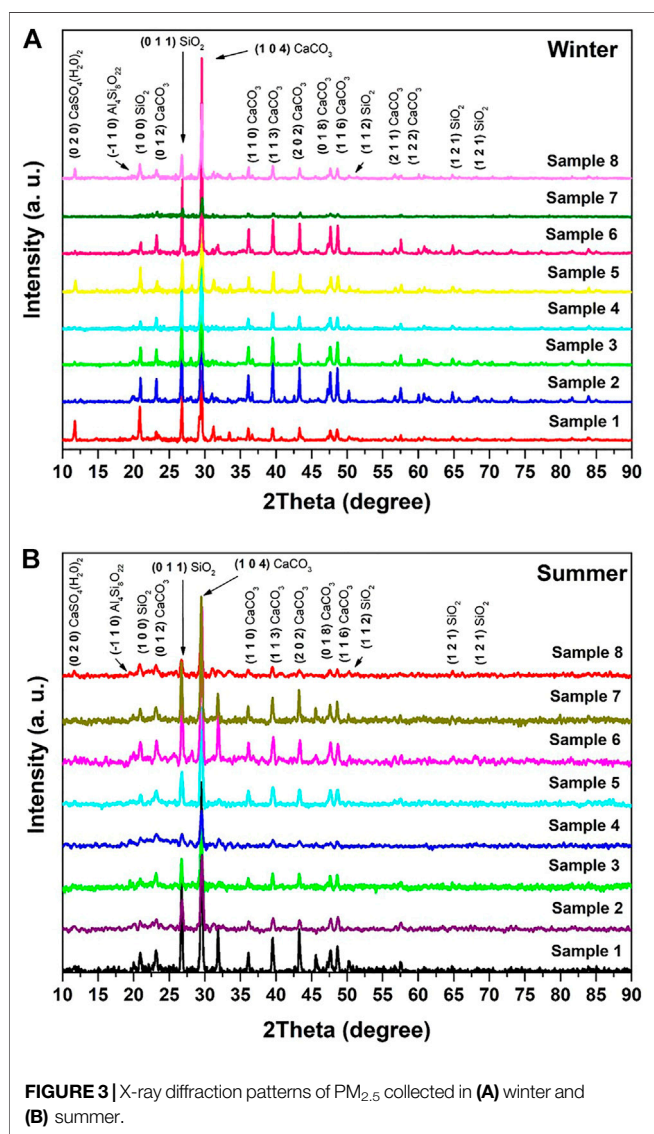 A
Winter
(0 2 0) CaSO₄(H₂0)₂
(-1 1 0) Al₄Si₈O₂₂
(1 0 0) SiO₂
(0 1 2) CaCO₃
(0 1 1) SiO₂
(1 0 4) CaCO₃
(1 1 0) CaCO₃
(1 1 3) CaCO₃
(2 0 2) CaCO₃
(0 1 8) CaCO₃
(1 1 6) CaCO₃
(1 1 2) SiO₂
(2 1 1) CaCO₃
(1 2 2) CaCO₃
(1 2 1) SiO₂
(1 2 1) SiO₂
Sample 8
Sample 7
Sample 6
Sample 5
Sample 4
Sample 3
Sample 2
Sample 1
Intensity (a. u.)
10 15 20 25 30 35 40 45 50 55 60 65 70 75 80 85 90
2Theta (degree)
B
Summer
(0 2 0) CaSO₄(H₂0)₂
(-1 1 0) Al₄Si₈O₂₂
(1 0 0) SiO₂
(0 1 2) CaCO₃
(0 1 1) SiO₂
(1 0 4) CaCO₃
(1 1 0) CaCO₃
(1 1 3) CaCO₃
(2 0 2) CaCO₃
(0 1 8) CaCO₃
(1 1 6) CaCO₃
(1 1 2) SiO₂
(1 2 1) SiO₂
(1 2 1) SiO₂
Sample 8
Sample 7
Sample 6
Sample 5
Sample 4
Sample 3
Sample 2
Sample 1
Intensity (a. u.)
10 15 20 25 30 35 40 45 50 55 60 65 70 75 80 85 90
2Theta (degree)
FIGURE 3 | X-ray diffraction patterns of PM₂.₅ collected in (A) winter and
(B) summer.